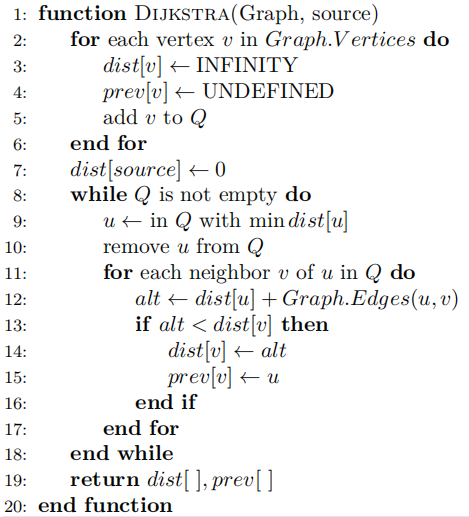 1: function DIJKSTRA(Graph, source)
2: for each vertex v in Graph.Vertices do
3: dist[v] ← INFINITY
4: prev[v] ← UNDEFINED
5: add v to Q
6: end for
7: dist[source] ← 0
8: while Q is not empty do
9: u ← in Q with min dist[u]
10: remove u from Q
11: for each neighbor v of u in Q do
12: alt ← dist[u] + Graph.Edges(u, v)
13: if alt < dist[v] then
14: dist[v] ← alt
15: prev[v] ← u
16: end if
17: end for
18: end while
19: return dist[ ], prev[ ]
20: end function